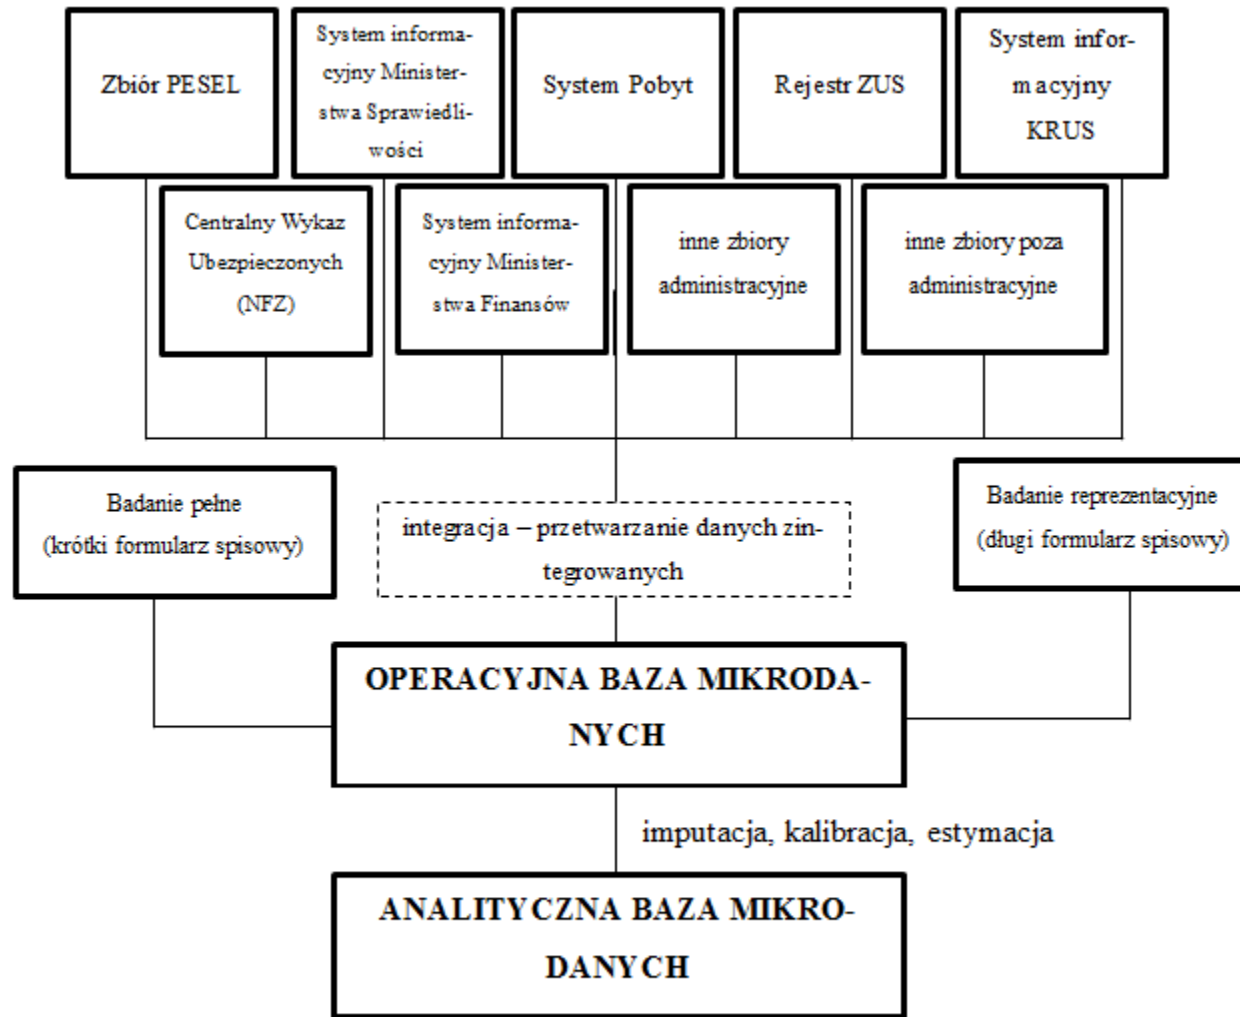 Zbiór PESEL
System informa-
cyjny Minister-
stwa Sprawiedli-
wości
System Pobyt
Rejestr ZUS
System infor-
macyjny
KRUS
Centralny Wykaz
Ubezpieczonych
(NFZ)
System informa-
cyjny Minister-
stwa Finansów
inne zbiory
administracyjne
inne zbiory poza
administracyjne
Badanie pełne
(krótki formularz spisowy)
integracja – przetwarzanie danych zin-
tegrowanych
Badanie reprezentacyjne
(długi formularz spisowy)
OPERACYJNA BAZA MIKRODA-
NYCH
imputacja, kalibracja, estymacja
ANALITYCZNA BAZA MIKRO-
DANYCH